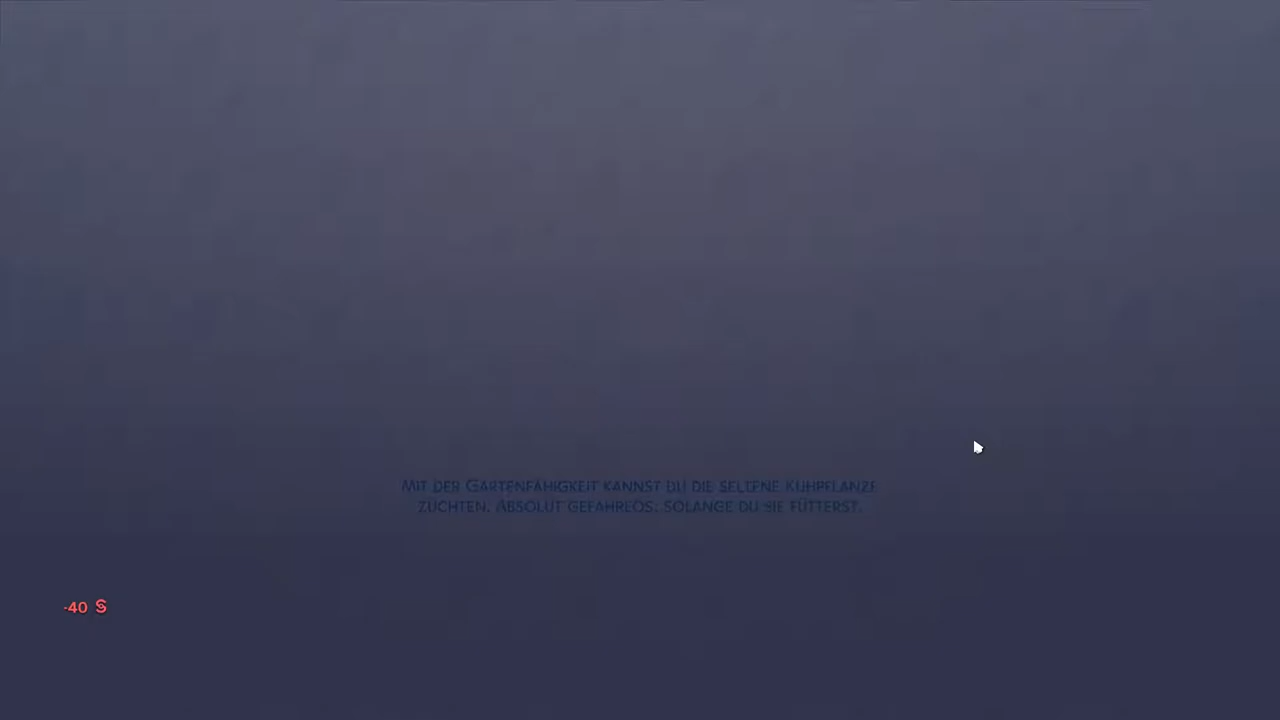 Mit der Gartenfähigkeit kannst du die seltene Kuhpflanze
züchten. Absolut gefahrlos, solange du sie fütterst.
-40 §